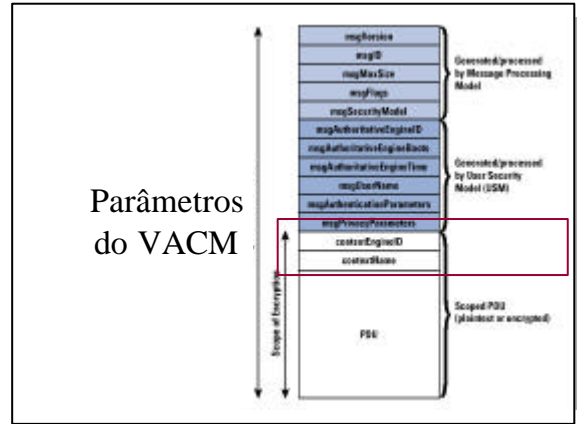 Parâmetros
do VACM
msgVersion
msgID
msgMaxSize
msgFlags
msgSecurityModel
msgAuthoritativeEngineID
msgAuthoritativeEngineBoots
msgAuthoritativeEngineTime
msgUserName
msgAuthenticationParameters
msgPrivacyParameters
contextEngineID
contextName
PDU
Generated/processed
by Message Processing
Model
Generated/processed
by User Security
Model (USM)
Scoped PDU
(plaintext or encrypted)
Scope of Encryption